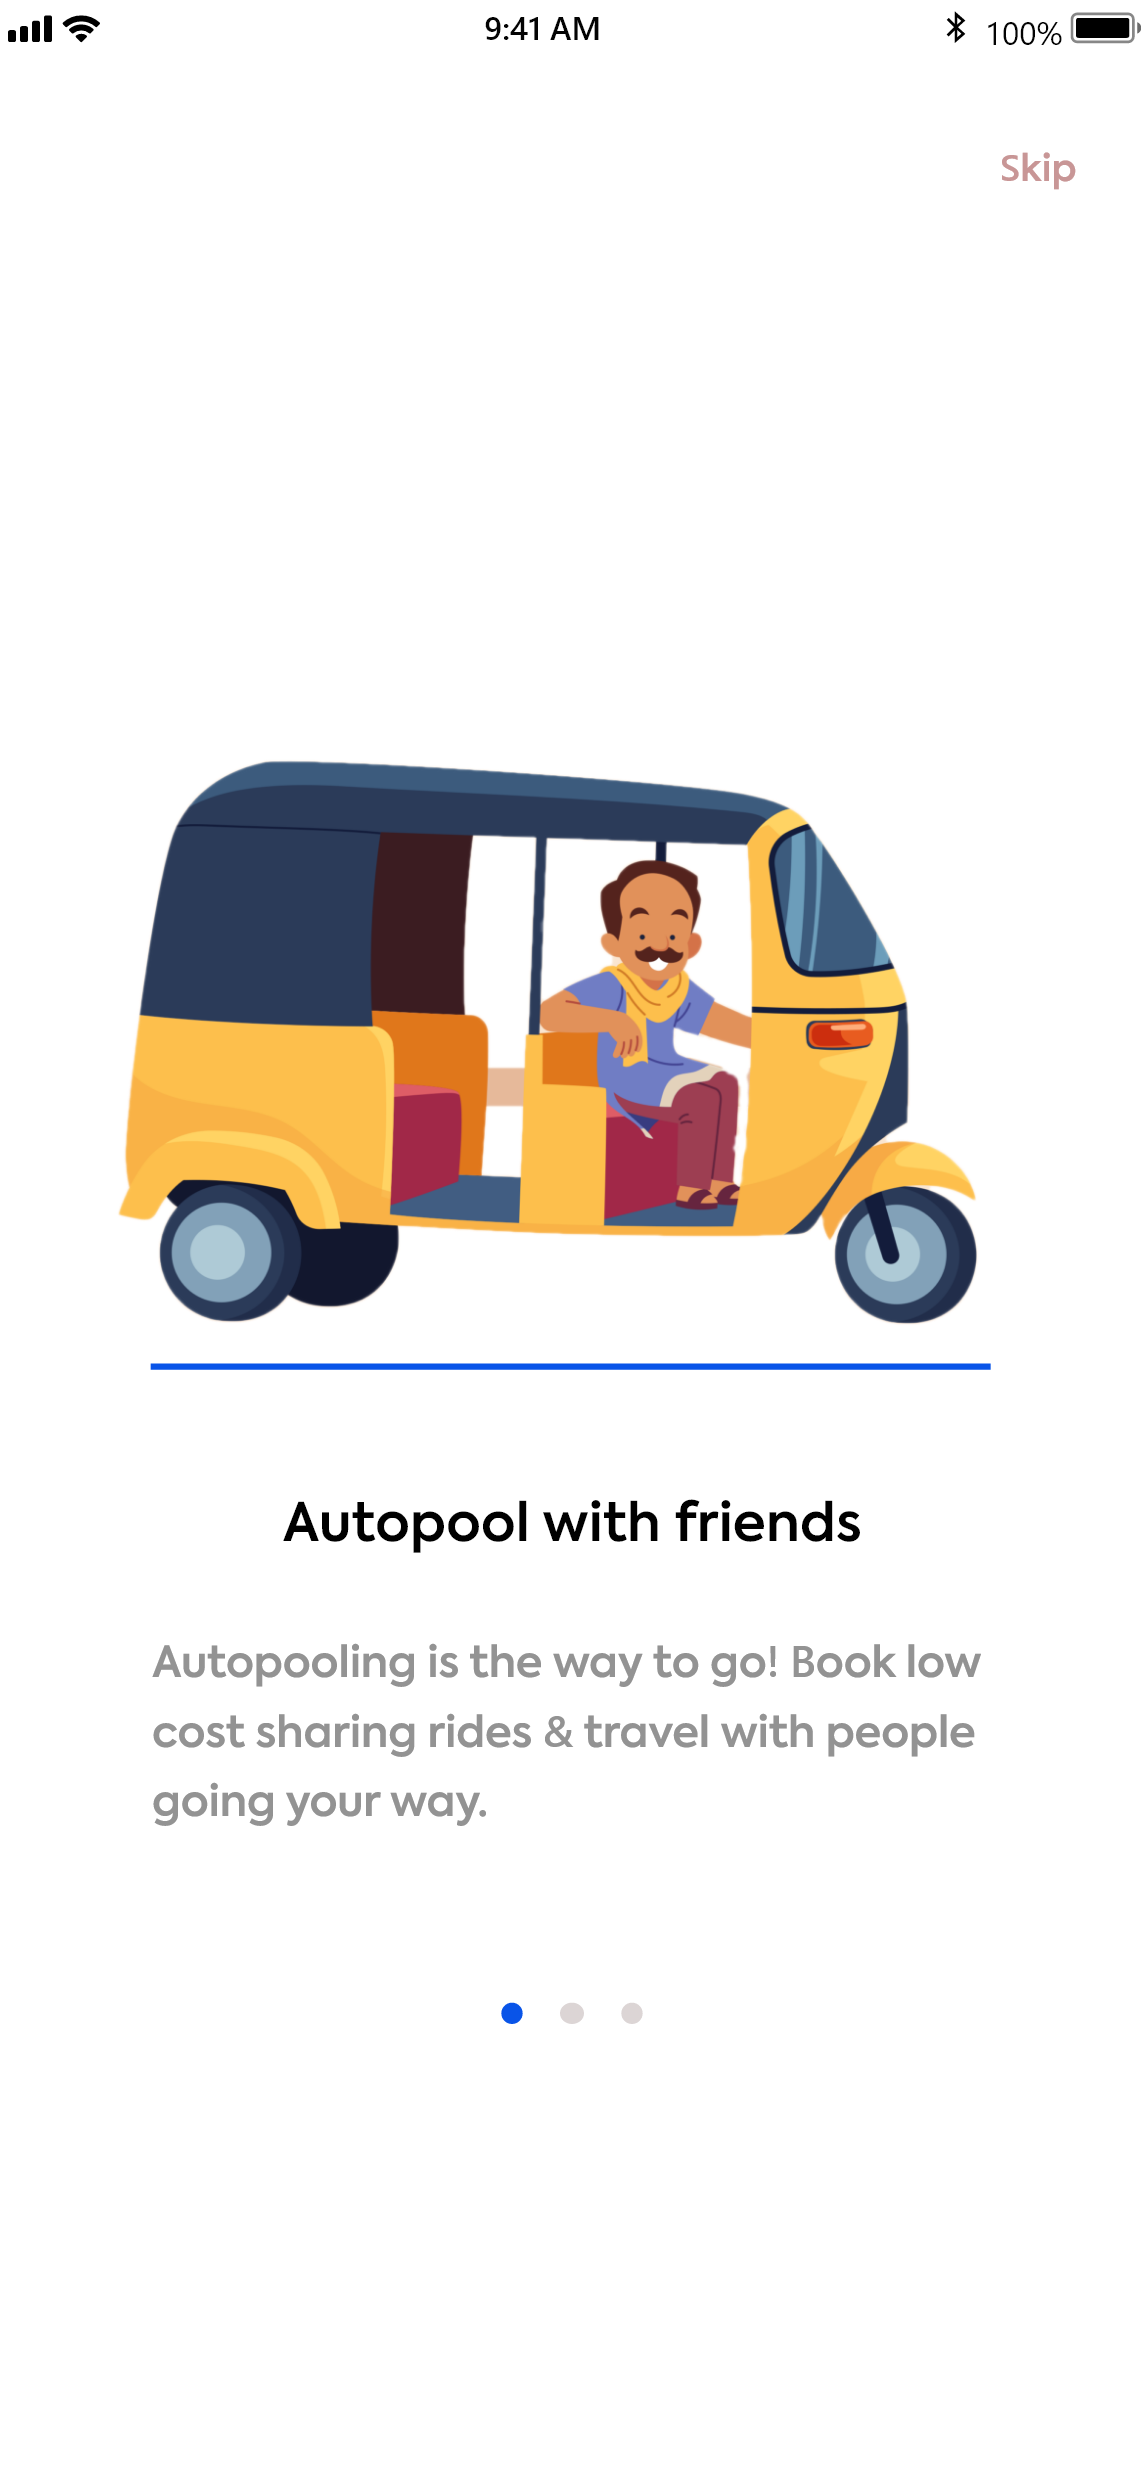 9:41 AM
100%
Skip
Autopool with friends
Autopooling is the way to go! Book low
cost sharing rides & travel with people
going your way.